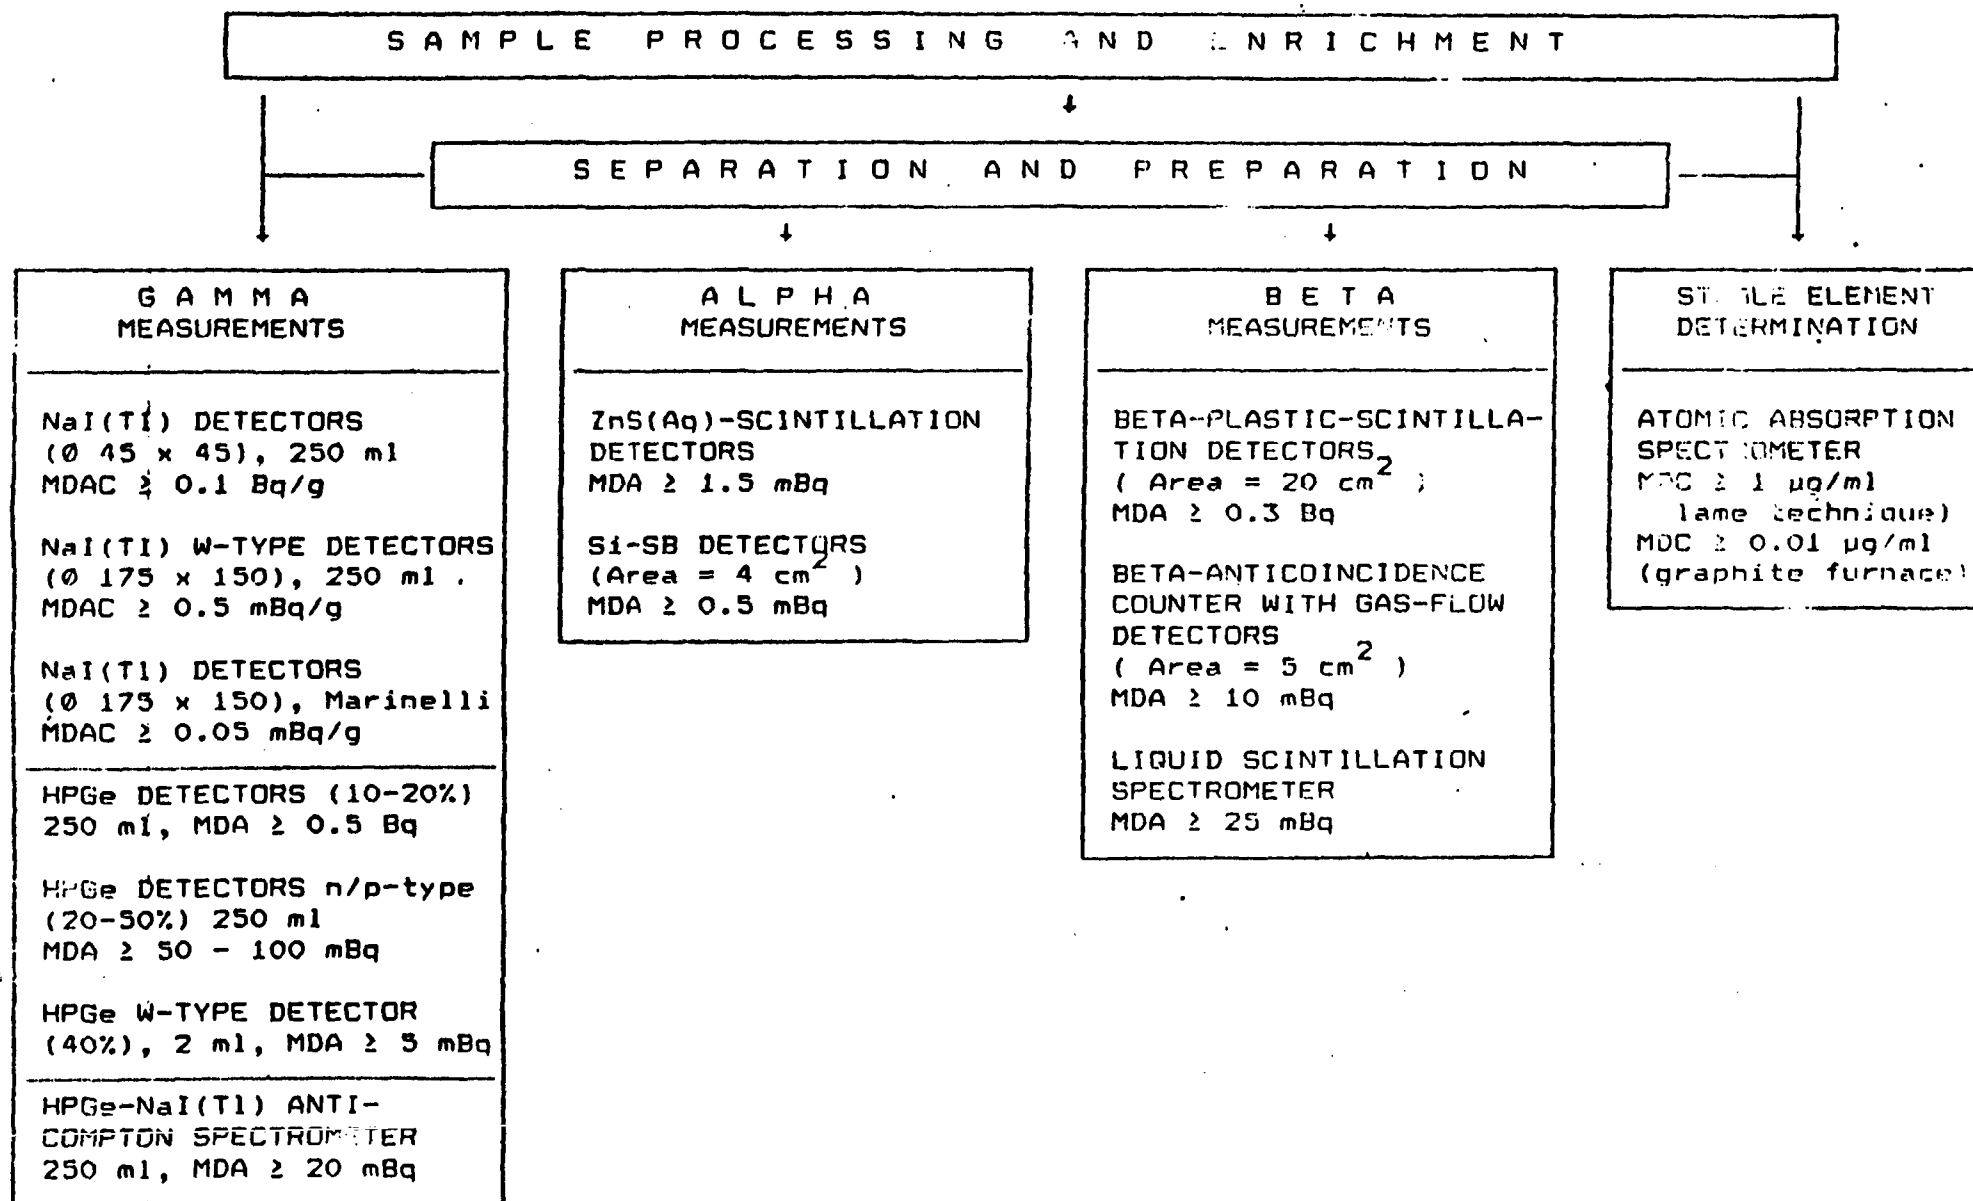 SAMPLE PROCESSING AND ENRICHMENT
SEPARATION AND PREPARATION
GAMMA
MEASUREMENTS
NaI(Tl) DETECTORS
(Ø 45 x 45), 250 ml
MDAC ≥ 0.1 Bq/g
NaI(Tl) W-TYPE DETECTORS
(Ø 175 x 150), 250 ml
MDAC ≥ 0.5 mBq/g
NaI(Tl) DETECTORS
(Ø 175 x 150), Marinelli
MDAC ≥ 0.05 mBq/g
HPGe DETECTORS (10-20%)
250 ml, MDA ≥ 0.5 Bq
HPGe DETECTORS n/p-type
(20-50%) 250 ml
MDA ≥ 50 - 100 mBq
HPGe W-TYPE DETECTOR
(40%), 2 ml, MDA ≥ 5 mBq
HPGe-NaI(Tl) ANTI-
COMPTON SPECTROMETER
250 ml, MDA ≥ 20 mBq
ALPHA
MEASUREMENTS
ZnS(Ag)-SCINTILLATION
DETECTORS
MDA ≥ 1.5 mBq
Si-SB DETECTORS
(Area = 4 cm²)
MDA ≥ 0.5 mBq
BETA
MEASUREMENTS
BETA-PLASTIC-SCINTILLA-
TION DETECTORS
( Area = 20 cm² )
MDA ≥ 0.3 Bq
BETA-ANTICOINCIDENCE
COUNTER WITH GAS-FLOW
DETECTORS
( Area = 5 cm² )
MDA ≥ 10 mBq
LIQUID SCINTILLATION
SPECTROMETER
MDA ≥ 25 mBq
STABLE ELEMENT
DETERMINATION
ATOMIC ABSORPTION
SPECTROMETER
MDC ≥ 1 µg/ml
technique)
MDC ≥ 0.01 µg/ml
(graphite furnace)